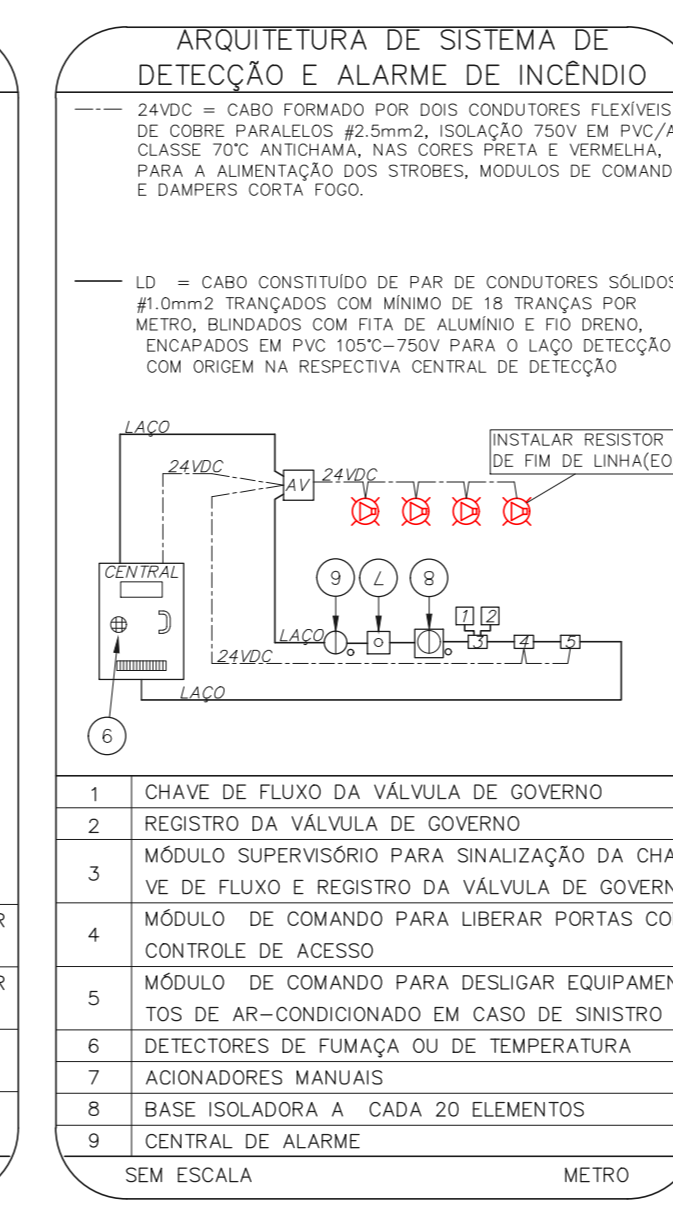 ARQUITETURA DE SISTEMA DE
DETECÇÃO E ALARME DE INCÊNDIO
24VDC = CABO FORMADO POR DOIS CONDUTORES FLEXÍVEIS
DE COBRE PARALELOS #2.5mm2, ISOLAÇÃO 750V EM PVC/A
CLASSE 70°C ANTICHAMA, NAS CORES PRETA E VERMELHA,
PARA A ALIMENTAÇÃO DOS STROBES, MODULOS DE COMAND
E DAMPERS CORTA FOGO.
LD = CABO CONSTITUÍDO DE PAR DE CONDUTORES SÓLIDOS
#1.0mm2 TRANÇADOS COM MÍNIMO DE 18 TRANÇAS POR
METRO, BLINDADOS COM FITA DE ALUMÍNIO E FIO DRENO,
ENCAPADOS EM PVC 105°C-750V PARA O LAÇO DETECÇÃO
COM ORIGEM NA RESPECTIVA CENTRAL DE DETECÇÃO
LAÇO
INSTALAR RESISTOR
DE FIM DE LINHA(EO
24VDC
AV
24VDC
CENTRAL
6
7
8
1 2
LAÇO
3
4
5
24VDC
LAÇO
9
1 CHAVE DE FLUXO DA VÁLVULA DE GOVERNO
2 REGISTRO DA VÁLVULA DE GOVERNO
3 MÓDULO SUPERVISÓRIO PARA SINALIZAÇÃO DA CHA
VE DE FLUXO E REGISTRO DA VÁLVULA DE GOVERN
4 MÓDULO DE COMANDO PARA LIBERAR PORTAS CO
CONTROLE DE ACESSO
5 MÓDULO DE COMANDO PARA DESLIGAR EQUIPAMEN
TOS DE AR-CONDICIONADO EM CASO DE SINISTRO
6 DETECTORES DE FUMAÇA OU DE TEMPERATURA
7 ACIONADORES MANUAIS
8 BASE ISOLADORA A CADA 20 ELEMENTOS
9 CENTRAL DE ALARME
SEM ESCALA METRO
R
R